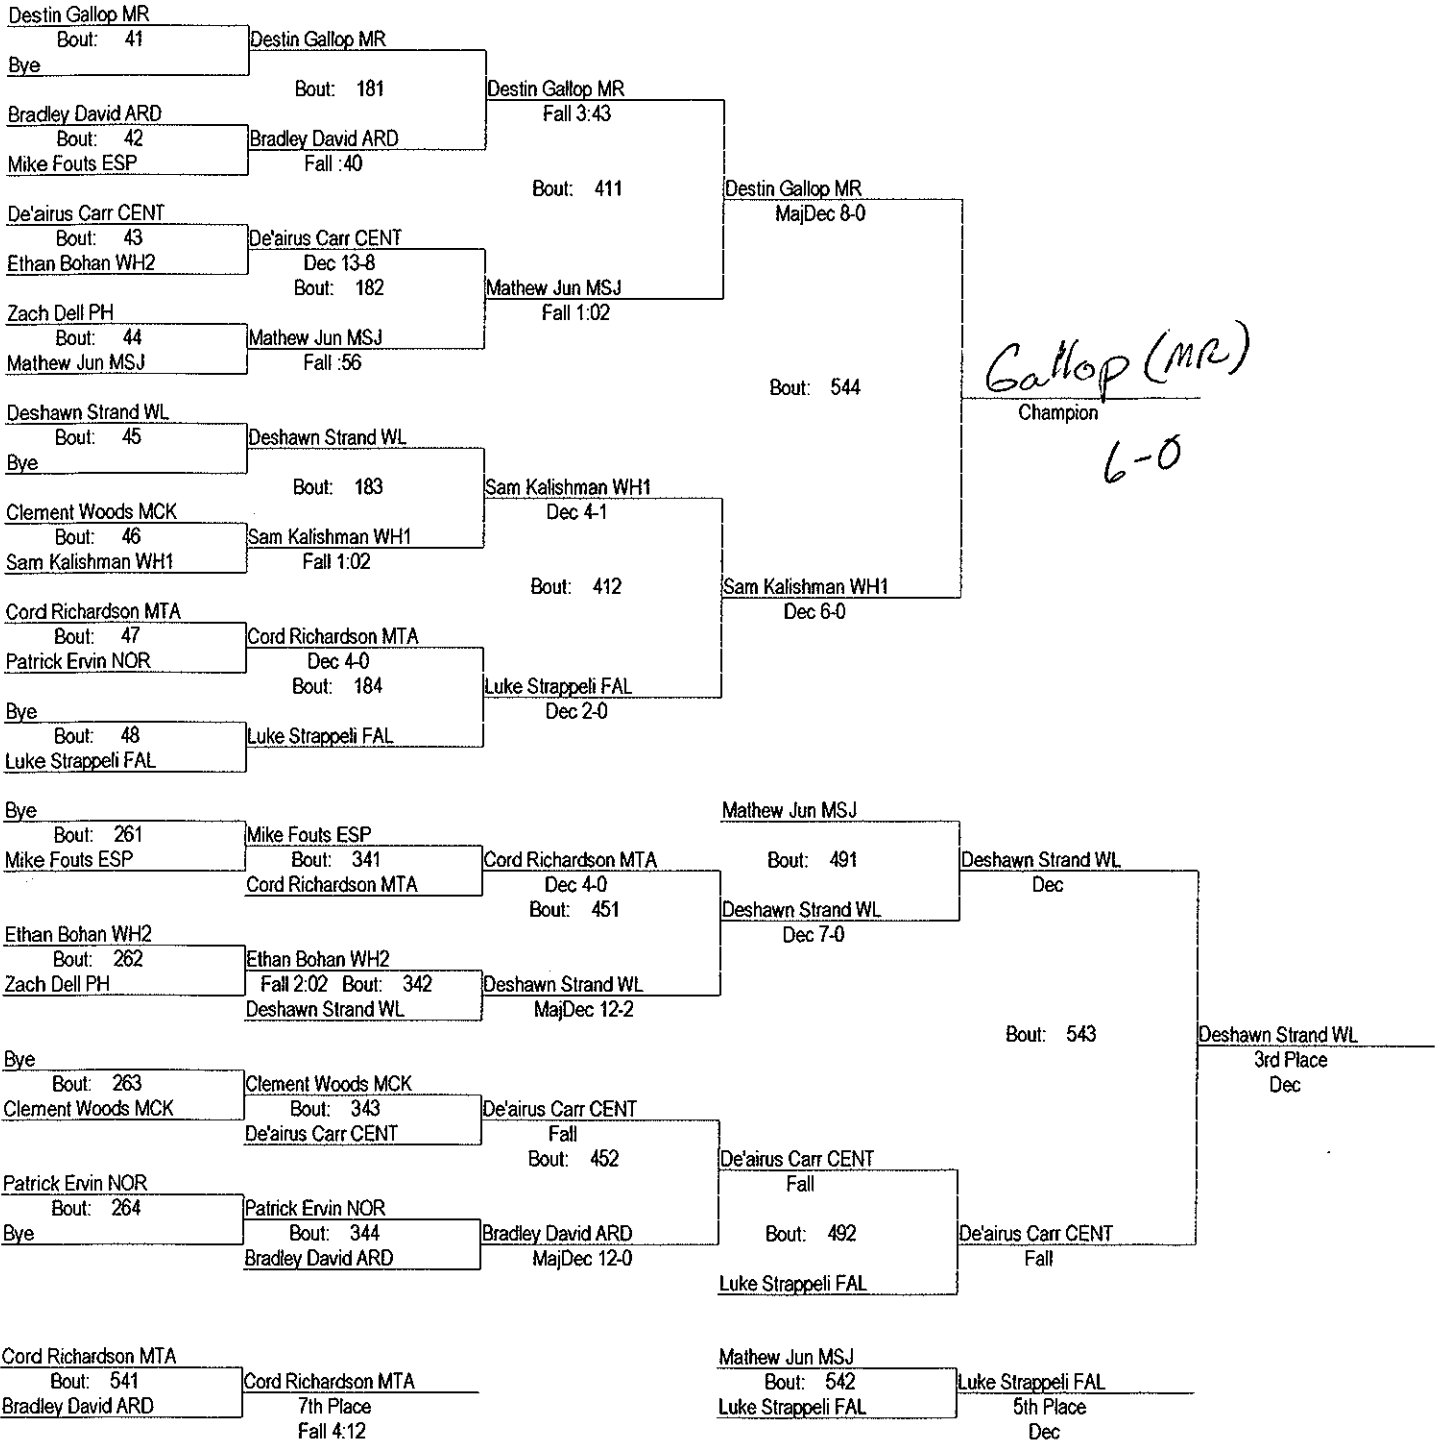 Destin Gallop MR
Bout: 41
Bye
Destin Gallop MR
Bout: 181
Bradley David ARD
Bout: 42
Mike Fouts ESP
Bradley David ARD
Fall :40
Destin Gallop MR
Fall 3:43
Bout: 411
De'airus Carr CENT
Bout: 43
Ethan Bohan WH2
De'airus Carr CENT
Dec 13-8
Bout: 182
Zach Dell PH
Bout: 44
Mathew Jun MSJ
Mathew Jun MSJ
Fall :56
Mathew Jun MSJ
Fall 1:02
Destin Gallop MR
MajDec 8-0
Bout: 544
Gallop (MR)
Champion
6-0
Deshawn Strand WL
Bout: 45
Bye
Deshawn Strand WL
Bout: 183
Clement Woods MCK
Bout: 46
Sam Kalishman WH1
Sam Kalishman WH1
Fall 1:02
Sam Kalishman WH1
Dec 4-1
Bout: 412
Cord Richardson MTA
Bout: 47
Patrick Ervin NOR
Cord Richardson MTA
Dec 4-0
Bout: 184
Bye
Bout: 48
Luke Strappeli FAL
Luke Strappeli FAL
Luke Strappeli FAL
Dec 2-0
Sam Kalishman WH1
Dec 6-0
Bye
Bout: 261
Mike Fouts ESP
Mike Fouts ESP
Bout: 341
Cord Richardson MTA
Cord Richardson MTA
Dec 4-0
Bout: 451
Ethan Bohan WH2
Bout: 262
Zach Dell PH
Ethan Bohan WH2
Fall 2:02 Bout: 342
Deshawn Strand WL
Deshawn Strand WL
MajDec 12-2
Mathew Jun MSJ
Bout: 491
Deshawn Strand WL
Dec 7-0
Deshawn Strand WL
Dec
Bout: 543
Deshawn Strand WL
3rd Place
Dec
Bye
Bout: 263
Clement Woods MCK
Clement Woods MCK
Bout: 343
De'airus Carr CENT
De'airus Carr CENT
Fall
Bout: 452
Patrick Ervin NOR
Bout: 264
Bye
Patrick Ervin NOR
Bout: 344
Bradley David ARD
Bradley David ARD
MajDec 12-0
De'airus Carr CENT
Fall
Bout: 492
Luke Strappeli FAL
De'airus Carr CENT
Fall
Cord Richardson MTA
Bout: 541
Bradley David ARD
Cord Richardson MTA
7th Place
Fall 4:12
Mathew Jun MSJ
Bout: 542
Luke Strappeli FAL
Luke Strappeli FAL
5th Place
Dec